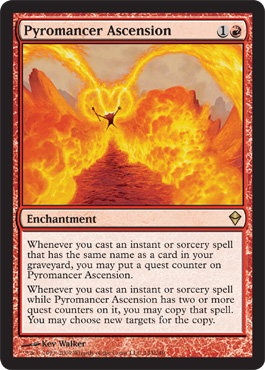 Pyromancer Ascension 1
Enchantment
Whenever you cast an instant or sorcery spell
that has the same name as a card in your
graveyard, you may put a quest counter on
Pyromancer Ascension.
Whenever you cast an instant or sorcery spell
while Pyromancer Ascension has two or more
quest counters on it, you may copy that spell.
You may choose new targets for the copy.
Kev Walker